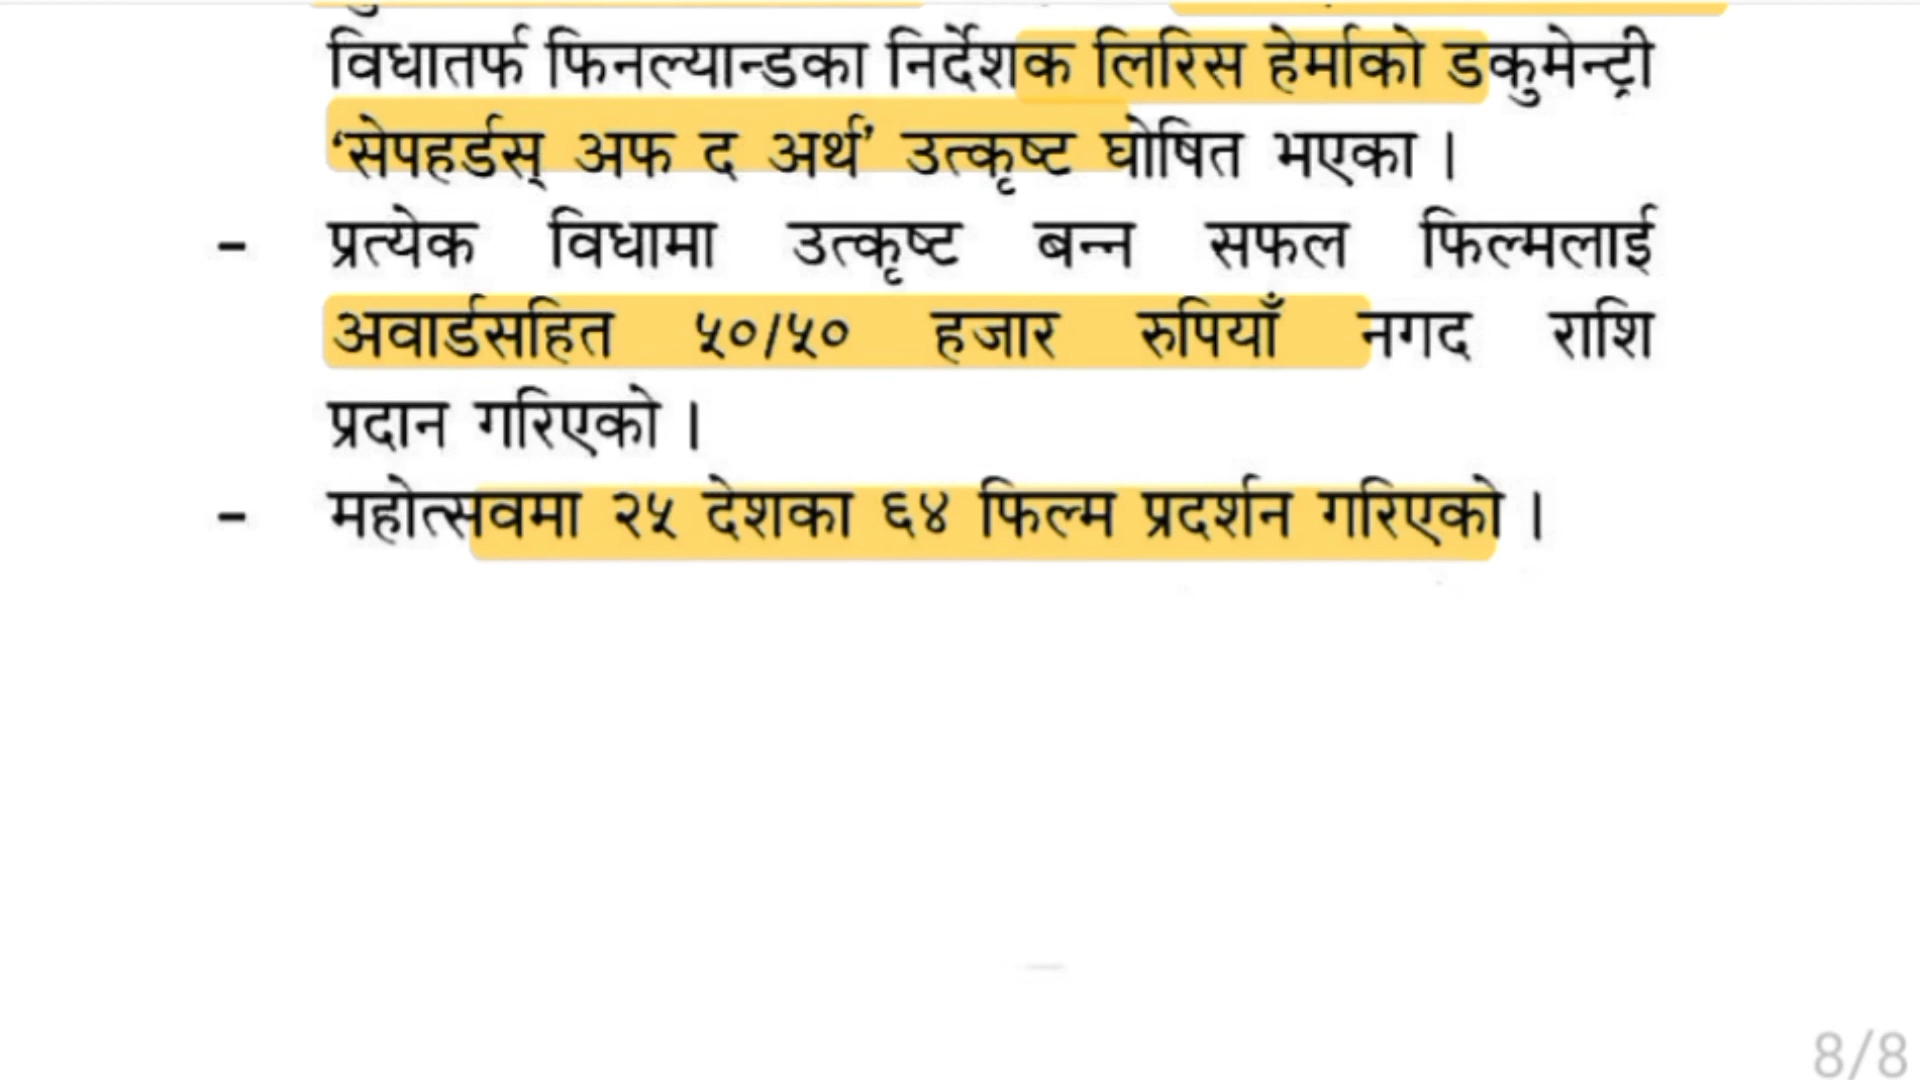 विधातर्फ फिनल्यान्डका निर्देशक लिरिस हेर्माको डकुमेन्ट्री
‘सेपहर्डस् अफ द अर्थ’ उत्कृष्ट घोषित भएका ।
- प्रत्येक विधामा उत्कृष्ट बन्न सफल फिल्मलाई
अवार्डसहित ५०/५० हजार रुपियाँ नगद राशि
प्रदान गरिएको ।
- महोत्सवमा २५ देशका ६४ फिल्म प्रदर्शन गरिएको ।
8/8